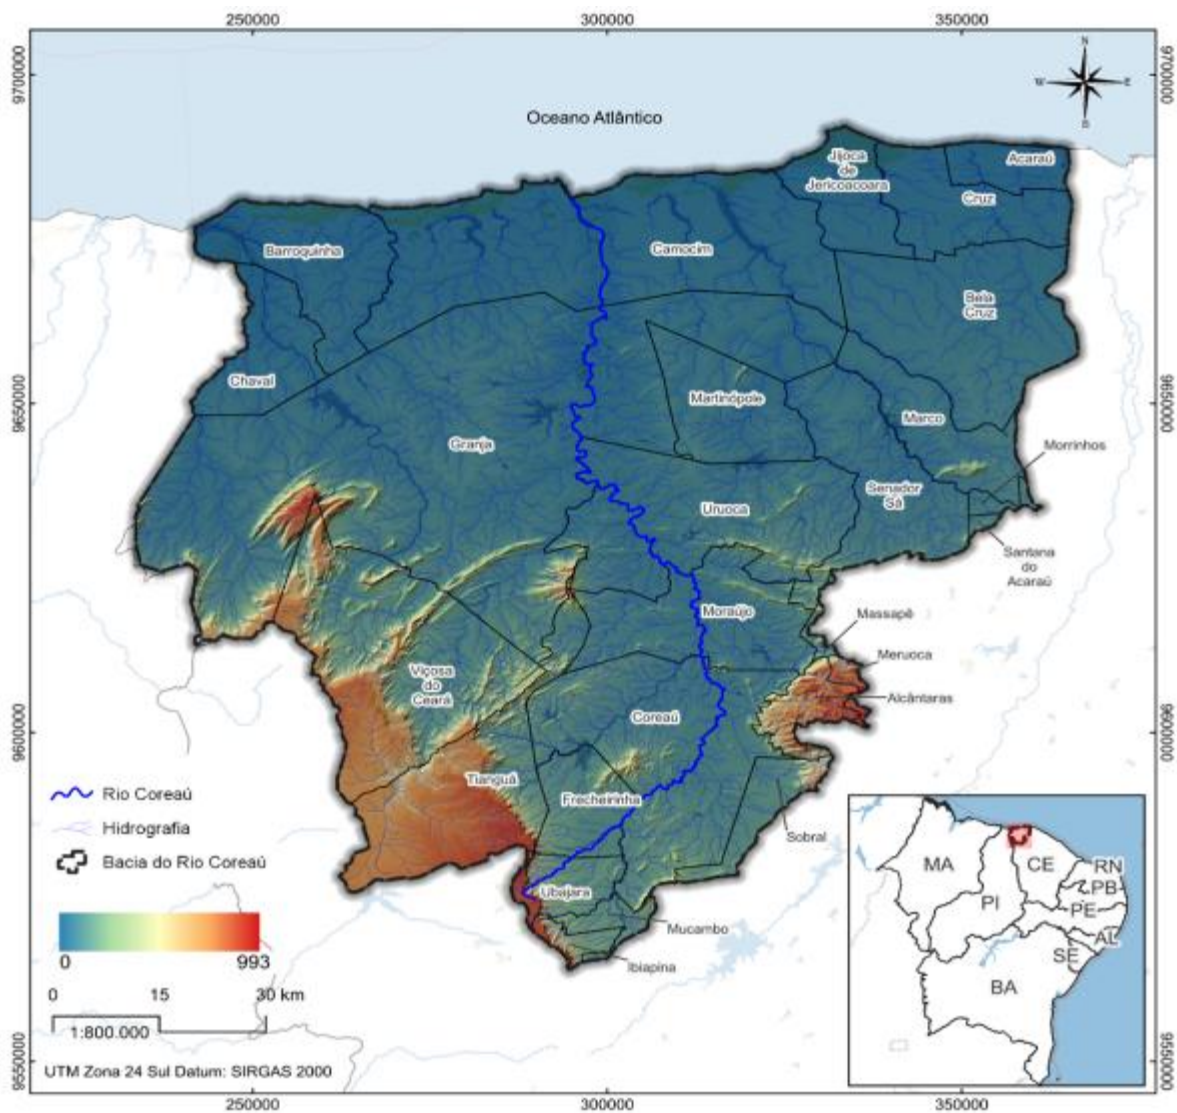 250000
300000
350000
9700000
9700000
N
W
E
S
Oceano Atlântico
Jijoca
de
Jericoacoara
Acaraú
Cruz
Barroquinha
Camocim
Bela
Cruz
Chaval
Martinópole
9650000
9650000
Marco
Granja
Morrinhos
Senador
Sá
Uruoca
Santana
do
Acaraú
Moraújo
Massapê
Meruoca
Viçosa
do
Ceará
Alcântaras
Coreaú
9600000
9600000
Tianguá
Frecheirinha
Sobral
Ubajara
Mucambo
Ibiapina
Rio Coreaú
Hidrografia
Bacia do Rio Coreaú
0
993
0
15
30 km
1:800.000
UTM Zona 24 Sul Datum: SIRGAS 2000
MA
CE
RN
PB
PI
PE
AL
SE
BA
9550000
9550000
250000
300000
350000